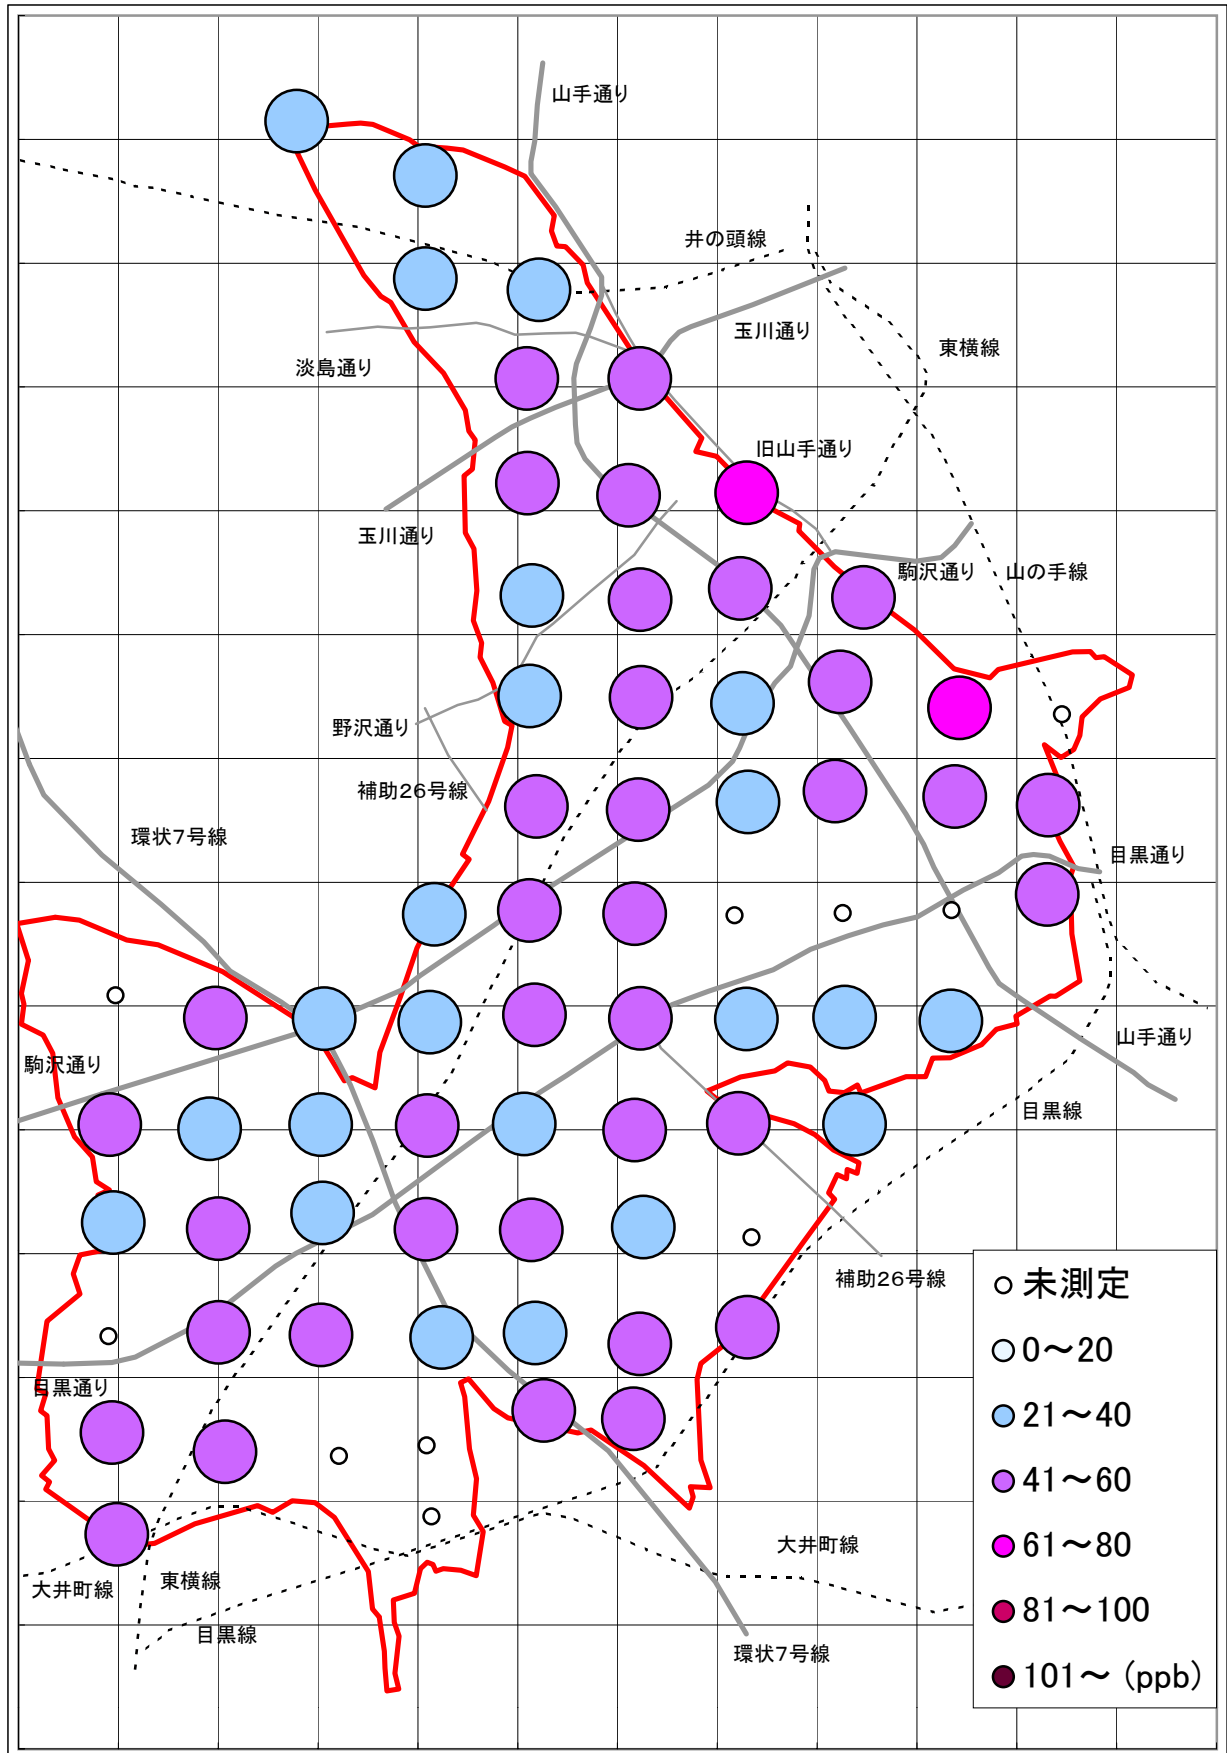 山手通り
井の頭線
玉川通り
東横線
淡島通り
旧山手通り
玉川通り
駒沢通り
山の手線
野沢通り
補助26号線
環状7号線
目黒通り
駒沢通り
山手通り
目黒線
補助26号線
目黒通り
大井町線
東横線
目黒線
大井町線
環状7号線
未測定
0～20
21～40
41～60
61～80
81～100
101～ (ppb)